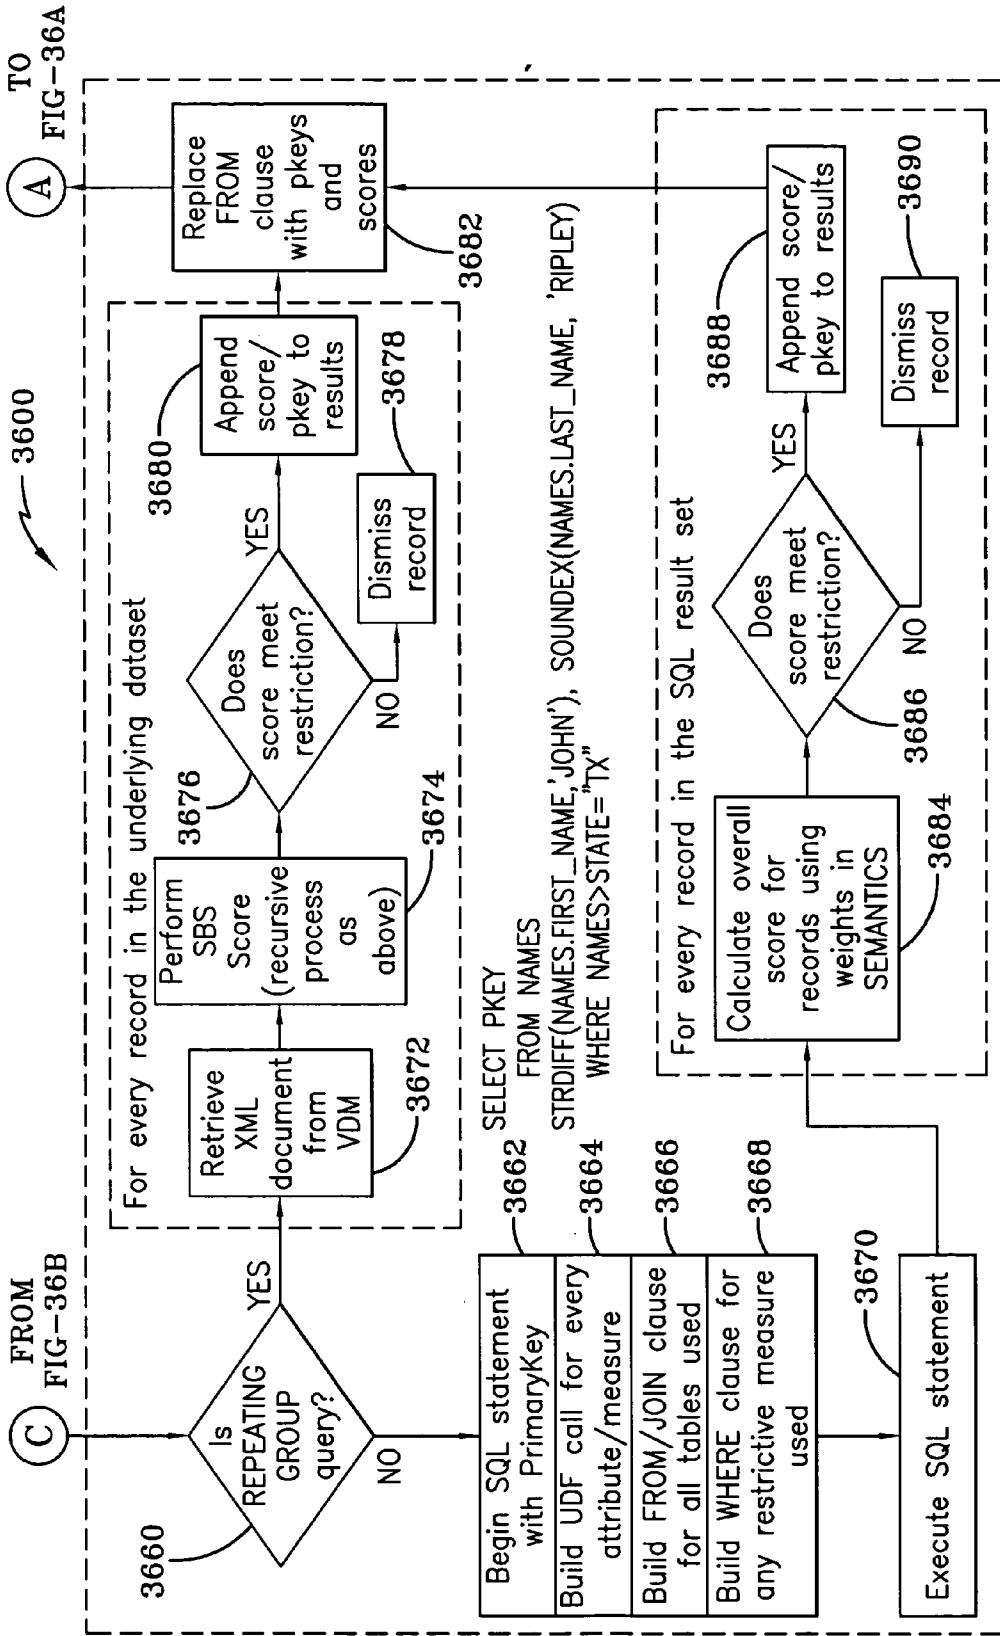 3600
FROM
FIG-36B
C
TO
FIG-36A
A
Is
REPEATING
GROUP
query?
3660
YES
NO
For every record in the underlying dataset
Retrieve
XML
document
from
VDM
3672
Perform
SBS
Score
(recursive
process
as
above)
3674
Does
score meet
restriction?
3676
YES
NO
Dismiss
record
3678
Append
score/
pkey to
results
3680
Replace
FROM
clause
with pkeys
and
scores
3682
Begin SQL statement
with PrimaryKey
3662
Build UDF call for every
attribute/measure
3664
Build FROM/JOIN clause
for all tables used
3666
Build WHERE clause for
any restrictive measure
used
3668
SELECT PKEY
FROM NAMES
STRDIFF(NAMES.FIRST_NAME,'JOHN'), SOUNDEX(NAMES.LAST_NAME, 'RIPLEY)
WHERE NAMES>STATE="TX"
Execute SQL statement
3670
For every record in the SQL result set
Calculate overall
score for
records using
weights in
SEMANTICS
3684
Does
score meet
restriction?
3686
YES
NO
Append score/
pkey to results
3688
Dismiss
record
3690